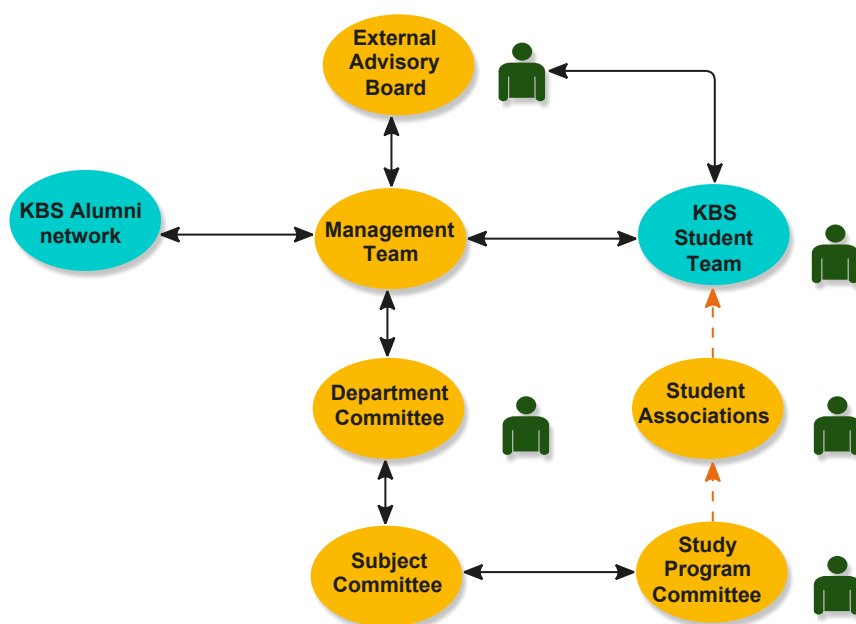 External
Advisory
Board
KBS Alumni
network
Management
Team
KBS
Student
Team
Department
Committee
Student
Associations
Subject
Committee
Study
Program
Committee